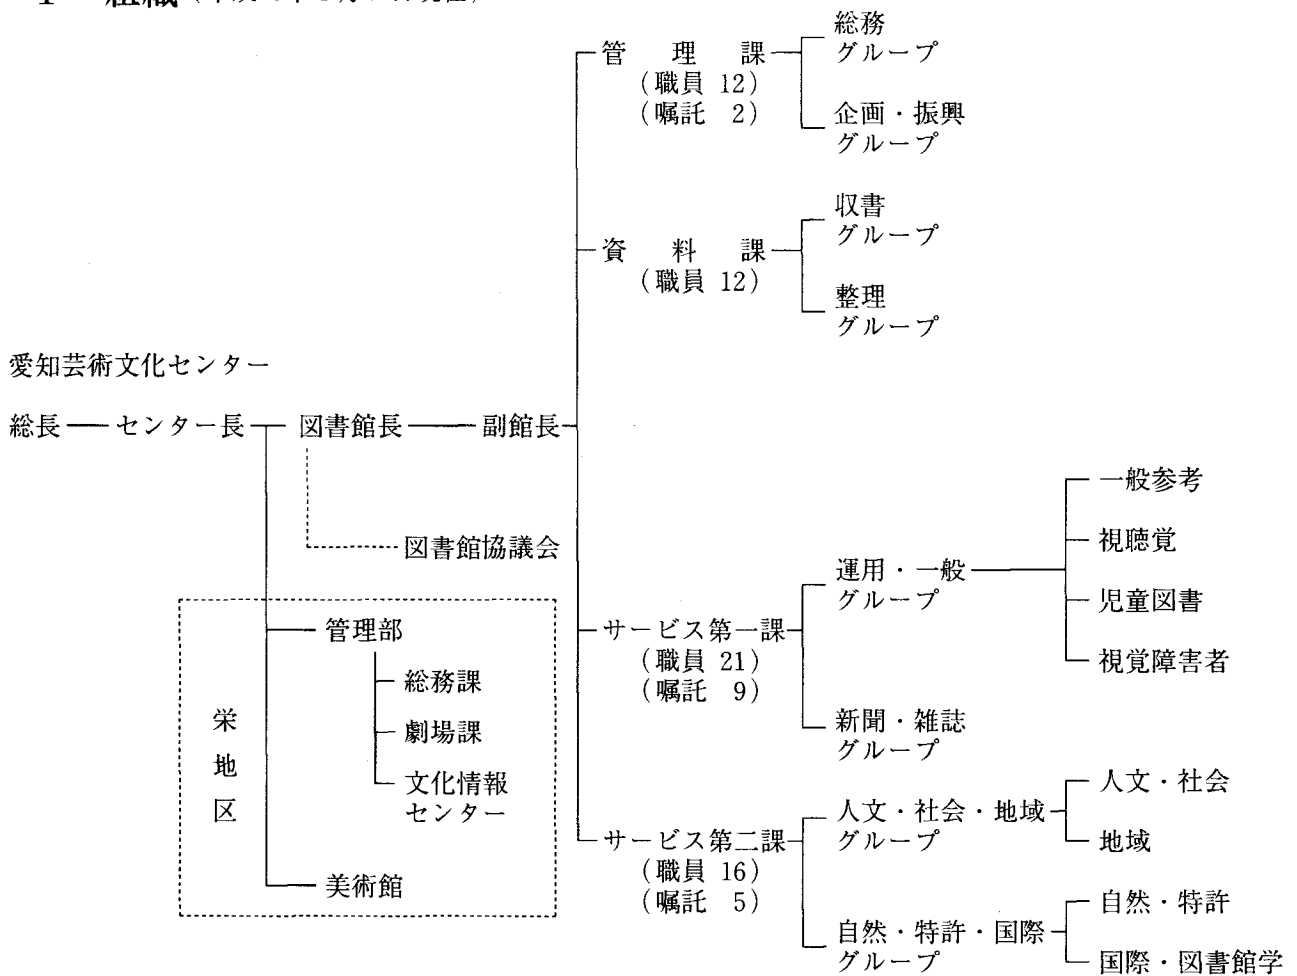 組織
総務
グループ
管理課
(職員 12)
(嘱託 2)
企画・振興
グループ
収書
グループ
資料課
(職員 12)
整理
グループ
愛知芸術文化センター
総長
センター長
図書館長
副館長
図書館協議会
栄地区
管理部
総務課
劇場課
文化情報
センター
美術館
サービス第一課
(職員 21)
(嘱託 9)
運用・一般
グループ
一般参考
視聴覚
児童図書
視覚障害者
新聞・雑誌
グループ
サービス第二課
(職員 16)
(嘱託 5)
人文・社会・地域
グループ
人文・社会
地域
自然・特許・国際
グループ
自然・特許
国際・図書館学